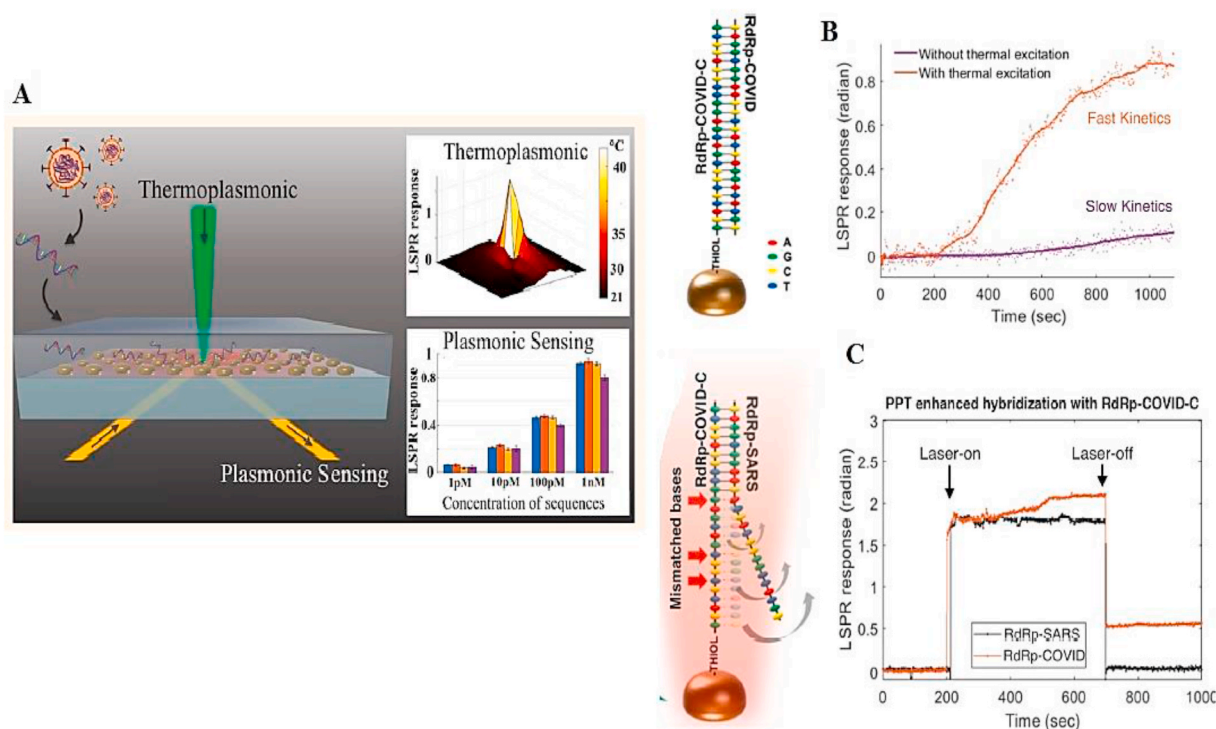 A
Thermoplasmonic
Plasmonic Sensing
Thermoplasmonic
°C
40
35
30
21
LSPR response
1
0
Plasmonic Sensing
LSPR response
1
0.8
0.4
0
1pM 10pM 100pM 1nM
Concentration of sequences
RdRp-COVID-C
RdRp-COVID
-THIOL-
A
G
C
T
B
Without thermal excitation
With thermal excitation
Fast Kinetics
Slow Kinetics
LSPR response (radian)
0.8
0.6
0.4
0.2
0
0 200 400 600 800 1000
Time (sec)
RdRp-COVID-C
RdRp-SARS
Mismatched bases
-THIOL-
C
PPT enhanced hybridization with RdRp-COVID-C
Laser-on
Laser-off
LSPR response (radian)
3
2.5
2
1.5
1
0.5
0
RdRp-SARS
RdRp-COVID
0 200 400 600 800 1000
Time (sec)